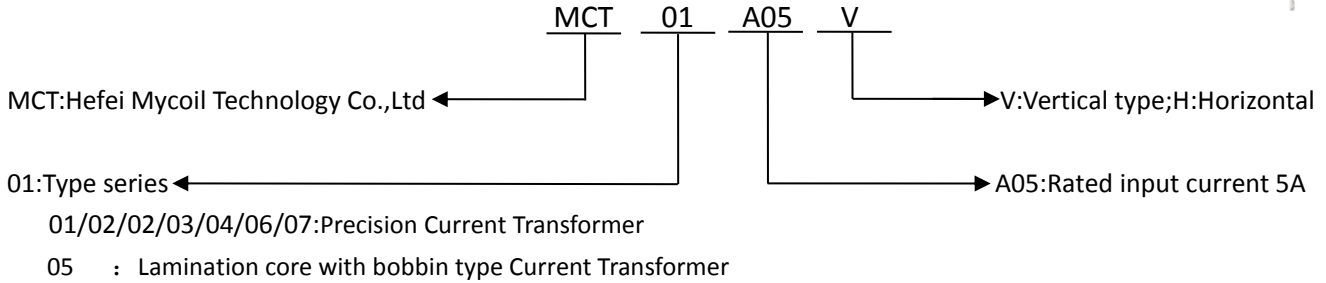 MCT 01 A05 V
MCT:Hefei Mycoil Technology Co.,Ltd V:Vertical type;H:Horizontal
01:Type series A05:Rated input current 5A
01/02/02/03/04/06/07:Precision Current Transformer
05 ：Lamination core with bobbin type Current Transformer